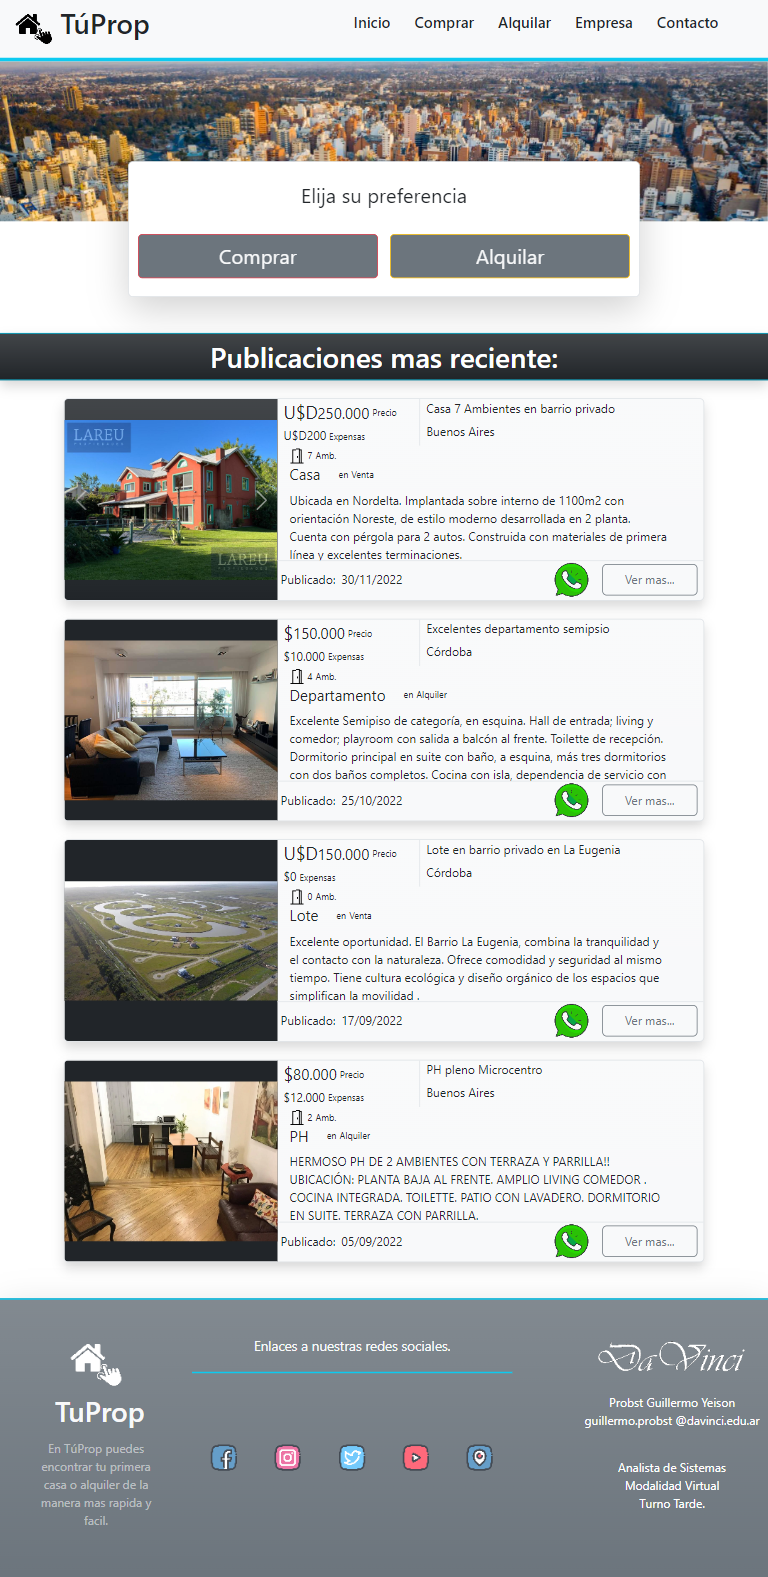 TúProp
Inicio Comprar Alquilar Empresa Contacto
Elija su preferencia
Comprar Alquilar
Publicaciones mas reciente:
LAREU
PROPIEDADES
LAREU
U$D250.000 Precio
U$D200 Expensas
Casa 7 Ambientes en barrio privado
Buenos Aires
7 Amb.
Casa en Venta
Ubicada en Nordelta. Implantada sobre interno de 1100m2 con
orientación Noreste, de estilo moderno desarrollada en 2 planta.
Cuenta con pérgola para 2 autos. Construida con materiales de primera
línea y excelentes terminaciones.
Publicado: 30/11/2022 Ver mas...
$150.000 Precio
$10.000 Expensas
Excelentes departamento semipsio
Córdoba
4 Amb.
Departamento en Alquiler
Excelente Semipiso de categoría, en esquina. Hall de entrada; living y
comedor; playroom con salida a balcón al frente. Toilette de recepción.
Dormitorio principal en suite con baño, a esquina, más tres dormitorios
con dos baños completos. Cocina con isla, dependencia de servicio con
Publicado: 25/10/2022 Ver mas...
U$D150.000 Precio
$0 Expensas
Lote en barrio privado en La Eugenia
Córdoba
0 Amb.
Lote en Venta
Excelente oportunidad. El Barrio La Eugenia, combina la tranquilidad y
el contacto con la naturaleza. Ofrece comodidad y seguridad al mismo
tiempo. Tiene cultura ecológica y diseño orgánico de los espacios que
simplifican la movilidad .
Publicado: 17/09/2022 Ver mas...
$80.000 Precio
$12.000 Expensas
PH pleno Microcentro
Buenos Aires
2 Amb.
PH en Alquiler
HERMOSO PH DE 2 AMBIENTES CON TERRAZA Y PARRILLA!!
UBICACIÓN: PLANTA BAJA AL FRENTE. AMPLIO LIVING COMEDOR .
COCINA INTEGRADA. TOILETTE. PATIO CON LAVADERO. DORMITORIO
EN SUITE. TERRAZA CON PARRILLA.
Publicado: 05/09/2022 Ver mas...
TuProp
En TúProp puedes
encontrar tu primera
casa o alquiler de la
manera mas rapida y
facil.
Enlaces a nuestras redes sociales.
DaVinci
Probst Guillermo Yeison
guillermo.probst @davinci.edu.ar
Analista de Sistemas
Modalidad Virtual
Turno Tarde.